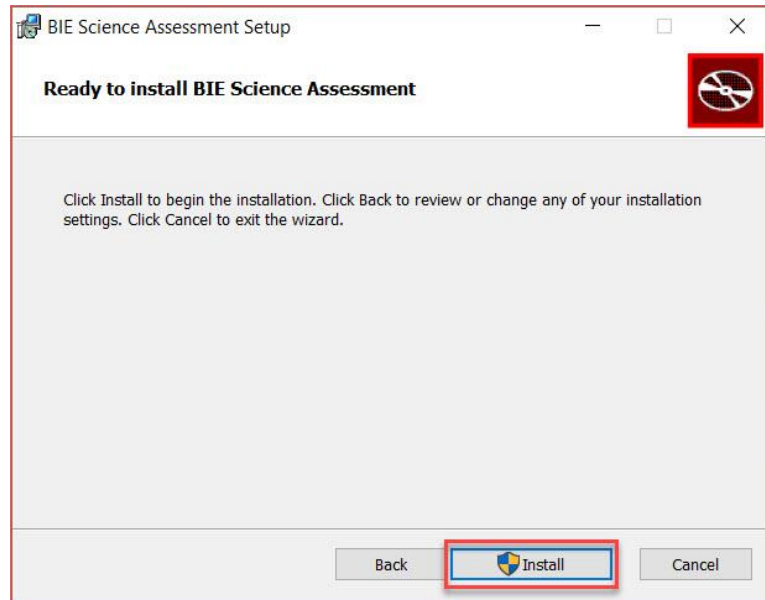 BIE Science Assessment Setup
Ready to install BIE Science Assessment
Click Install to begin the installation. Click Back to review or change any of your installation
settings. Click Cancel to exit the wizard.
Back Install Cancel